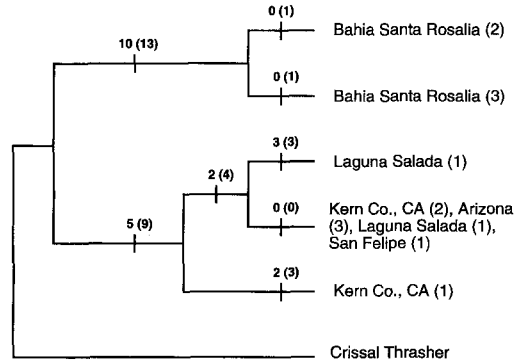 0 (1)
Bahia Santa Rosalia (2)
10 (13)
0 (1)
Bahia Santa Rosalia (3)
3 (3)
Laguna Salada (1)
2 (4)
0 (0)
Kern Co., CA (2), Arizona
(3), Laguna Salada (1),
San Felipe (1)
5 (9)
2 (3)
Kern Co., CA (1)
Crissal Thrasher